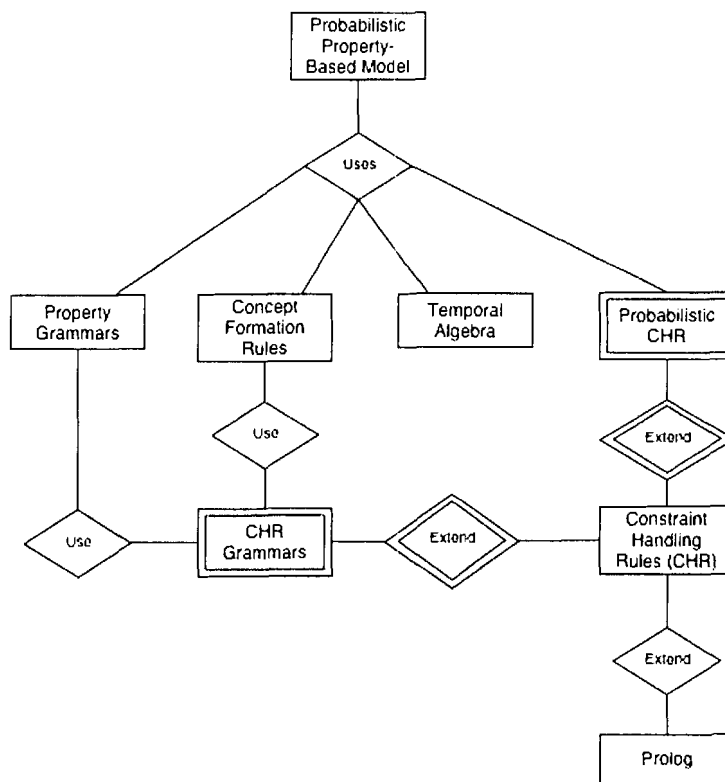 Probabilistic
Property-
Based Model
Uses
Property
Grammars
Concept
Formation
Rules
Temporal
Algebra
Probabilistic
CHR
Use
Extend
Use
CHR
Grammars
Extend
Constraint
Handling
Rules (CHR)
Extend
Prolog